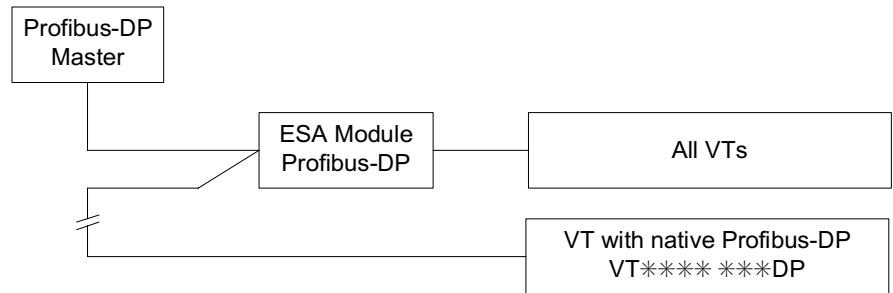 Profibus-DP
Master
ESA Module
Profibus-DP
All VTs
VT with native Profibus-DP
VT✳✳✳✳ ✳✳✳DP